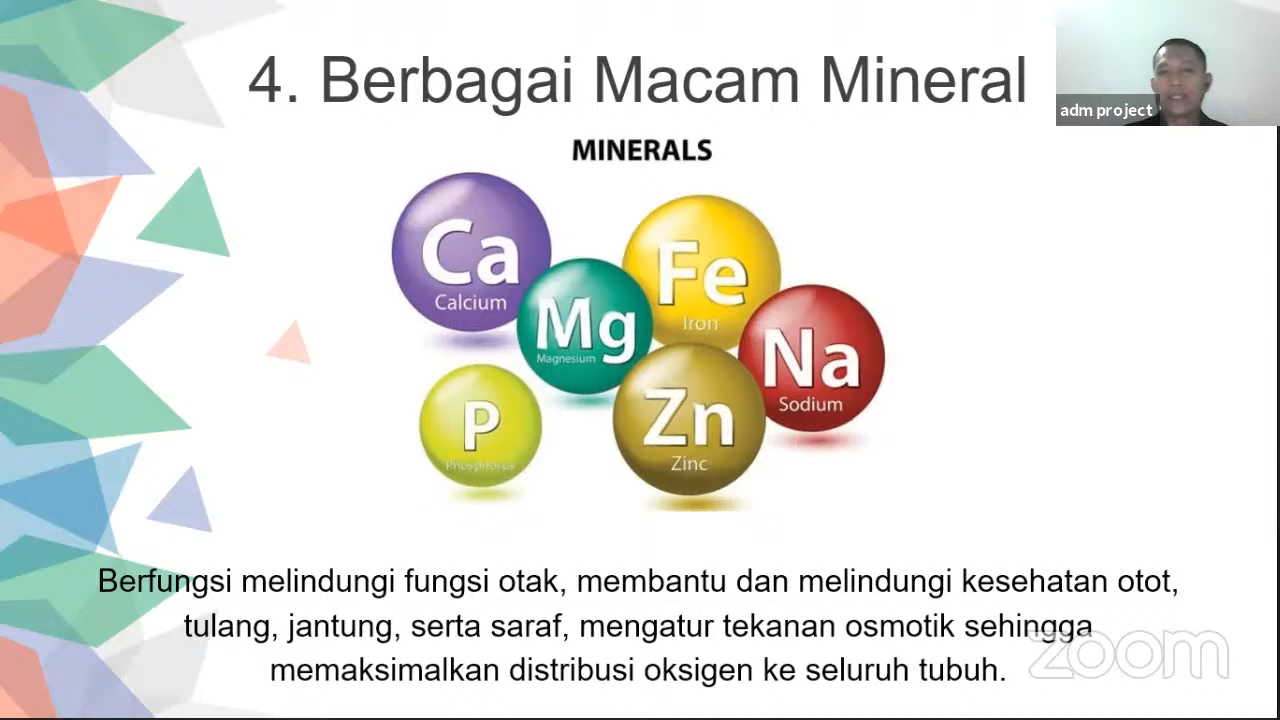 4. Berbagai Macam Mineral
adm project
MINERALS
Ca
Calcium
Fe
Iron
Mg
Magnesium
Na
Sodium
P
Phosphorus
Zn
Zinc
Berfungsi melindungi fungsi otak, membantu dan melindungi kesehatan otot,
tulang, jantung, serta saraf, mengatur tekanan osmotik sehingga
memaksimalkan distribusi oksigen ke seluruh tubuh.
zoom